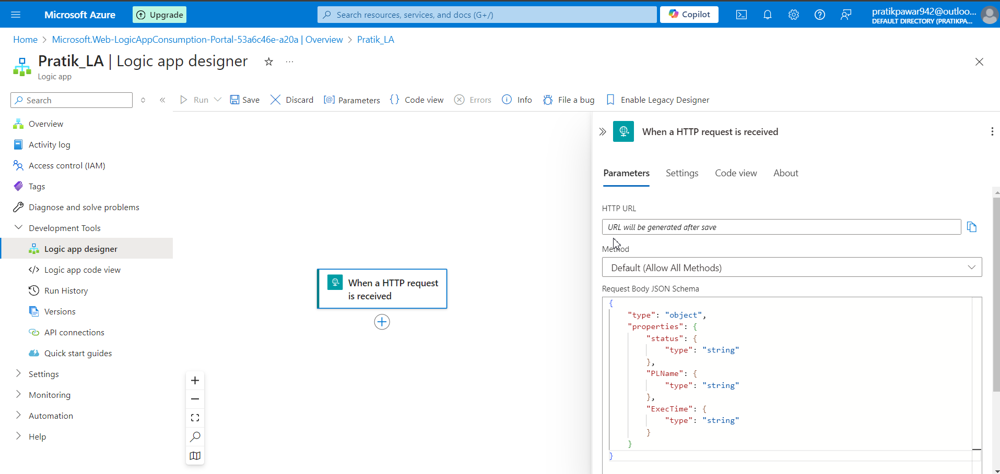 Microsoft Azure
Upgrade
Search resources, services, and docs (G+/)
Copilot
pratikpawar942@outloo...
DEFAULT DIRECTORY (PRATIKPA...
Home > Microsoft.Web-LogicAppConsumption-Portal-53a6c46e-a20a | Overview > Pratik_LA
Pratik_LA | Logic app designer
...
Logic app
Search
Run
Save
Discard
Parameters
Code view
Errors
Info
File a bug
Enable Legacy Designer
Overview
Activity log
Access control (IAM)
Tags
Diagnose and solve problems
Development Tools
Logic app designer
Logic app code view
Run History
Versions
API connections
Quick start guides
Settings
Monitoring
Automation
Help
When a HTTP request
is received
When a HTTP request is received
Parameters
Settings
Code view
About
HTTP URL
URL will be generated after save
Method
Default (Allow All Methods)
Request Body JSON Schema
{
"type": "object",
"properties": {
"status": {
"type": "string"
},
"PLName": {
"type": "string"
},
"ExecTime": {
"type": "string"
}
}
}